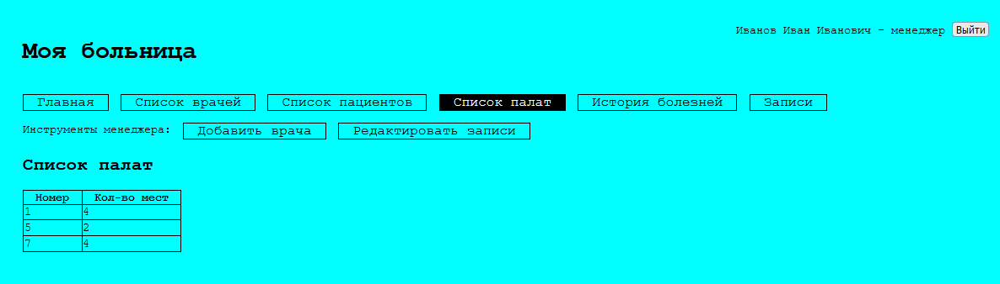 Иванов Иван Иванович - менеджер Выйти
Моя больница
Главная Список врачей Список пациентов Список палат История болезней Записи
Инструменты менеджера: Добавить врача Редактировать записи
Список палат
Номер Кол-во мест
1 4
5 2
7 4